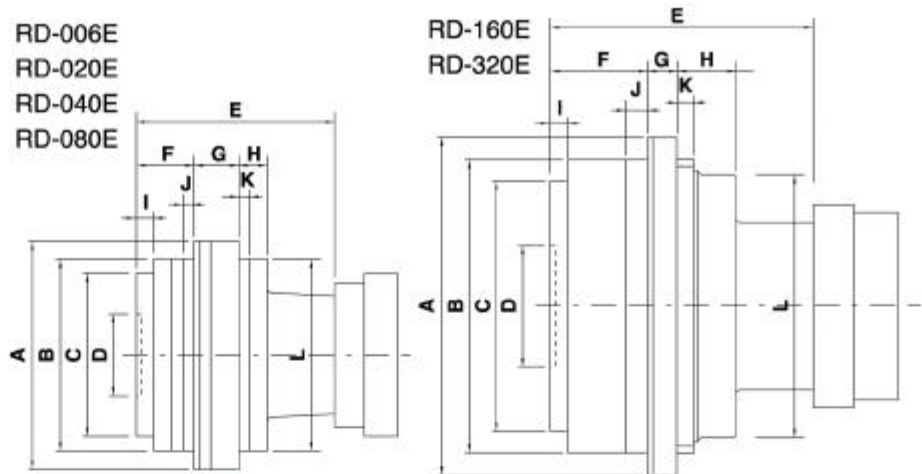 RD-006E
RD-020E
RD-040E
RD-080E
E
F G H
J K
I
A B C D L
RD-160E
RD-320E
E
F G H
J K
I
A B C D L